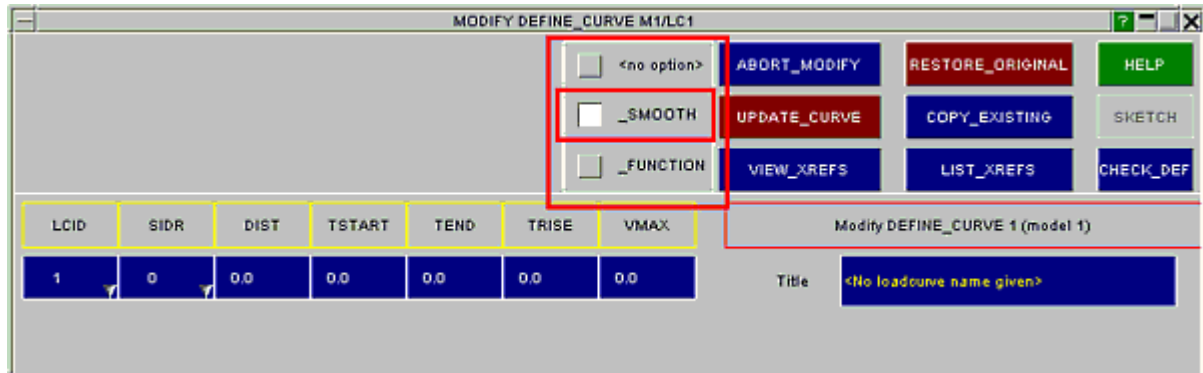 MODIFY DEFINE_CURVE M1/LC1
?
X
<no option> ABORT_MODIFY RESTORE_ORIGINAL HELP
_SMOOTH UPDATE_CURVE COPY_EXISTING SKETCH
_FUNCTION VIEW_XREFS LIST_XREFS CHECK_DEF
LCID SIDR DIST TSTART TEND TRISE VMAX Modify DEFINE_CURVE 1 (model 1)
1 0 0.0 0.0 0.0 0.0 0.0 Title <No loadcurve name given>